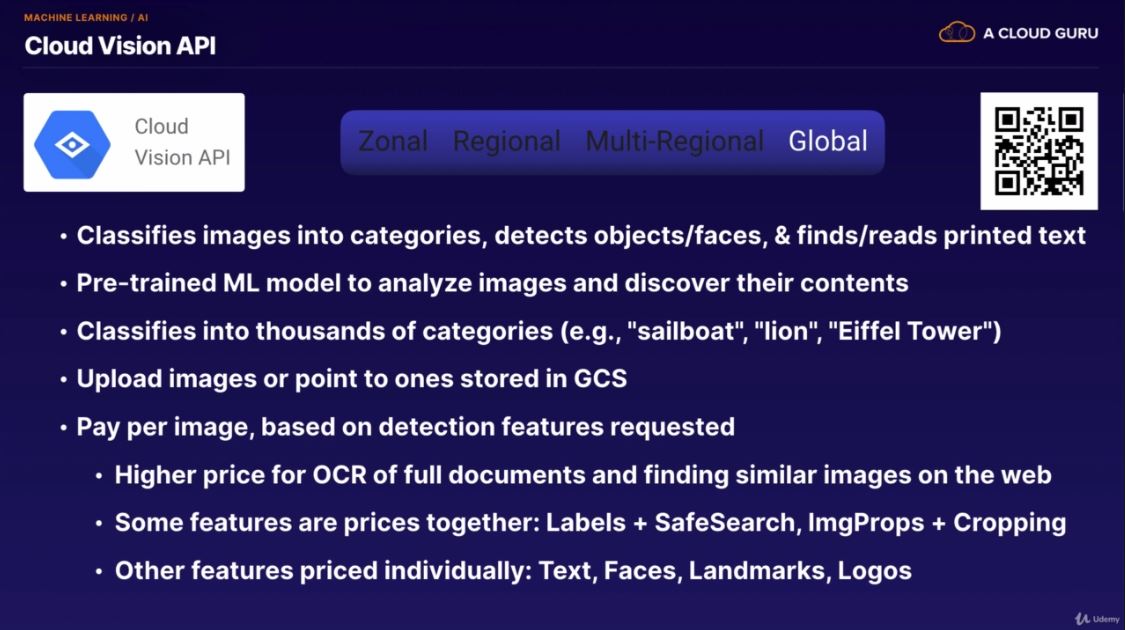 MACHINE LEARNING / AI
Cloud Vision API
A CLOUD GURU
Cloud
Vision API
Zonal Regional Multi-Regional Global
• Classifies images into categories, detects objects/faces, & finds/reads printed text
• Pre-trained ML model to analyze images and discover their contents
• Classifies into thousands of categories (e.g., "sailboat", "lion", "Eiffel Tower")
• Upload images or point to ones stored in GCS
• Pay per image, based on detection features requested
• Higher price for OCR of full documents and finding similar images on the web
• Some features are prices together: Labels + SafeSearch, ImgProps + Cropping
• Other features priced individually: Text, Faces, Landmarks, Logos
Udemy